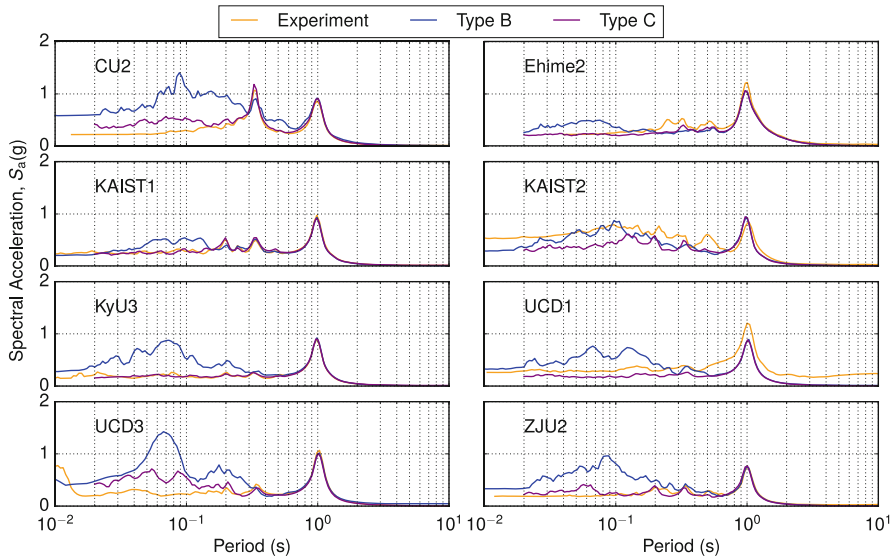 Experiment Type B Type C
2
1
0
CU2
Ehime2
2
1
0
KAIST1
KAIST2
2
1
0
KyU3
UCD1
2
1
0
UCD3
ZJU2
Spectral Acceleration, Sₐ(g)
10⁻² 10⁻¹ 10⁰ 10¹ 10⁻² 10⁻¹ 10⁰ 10¹
Period (s) Period (s)